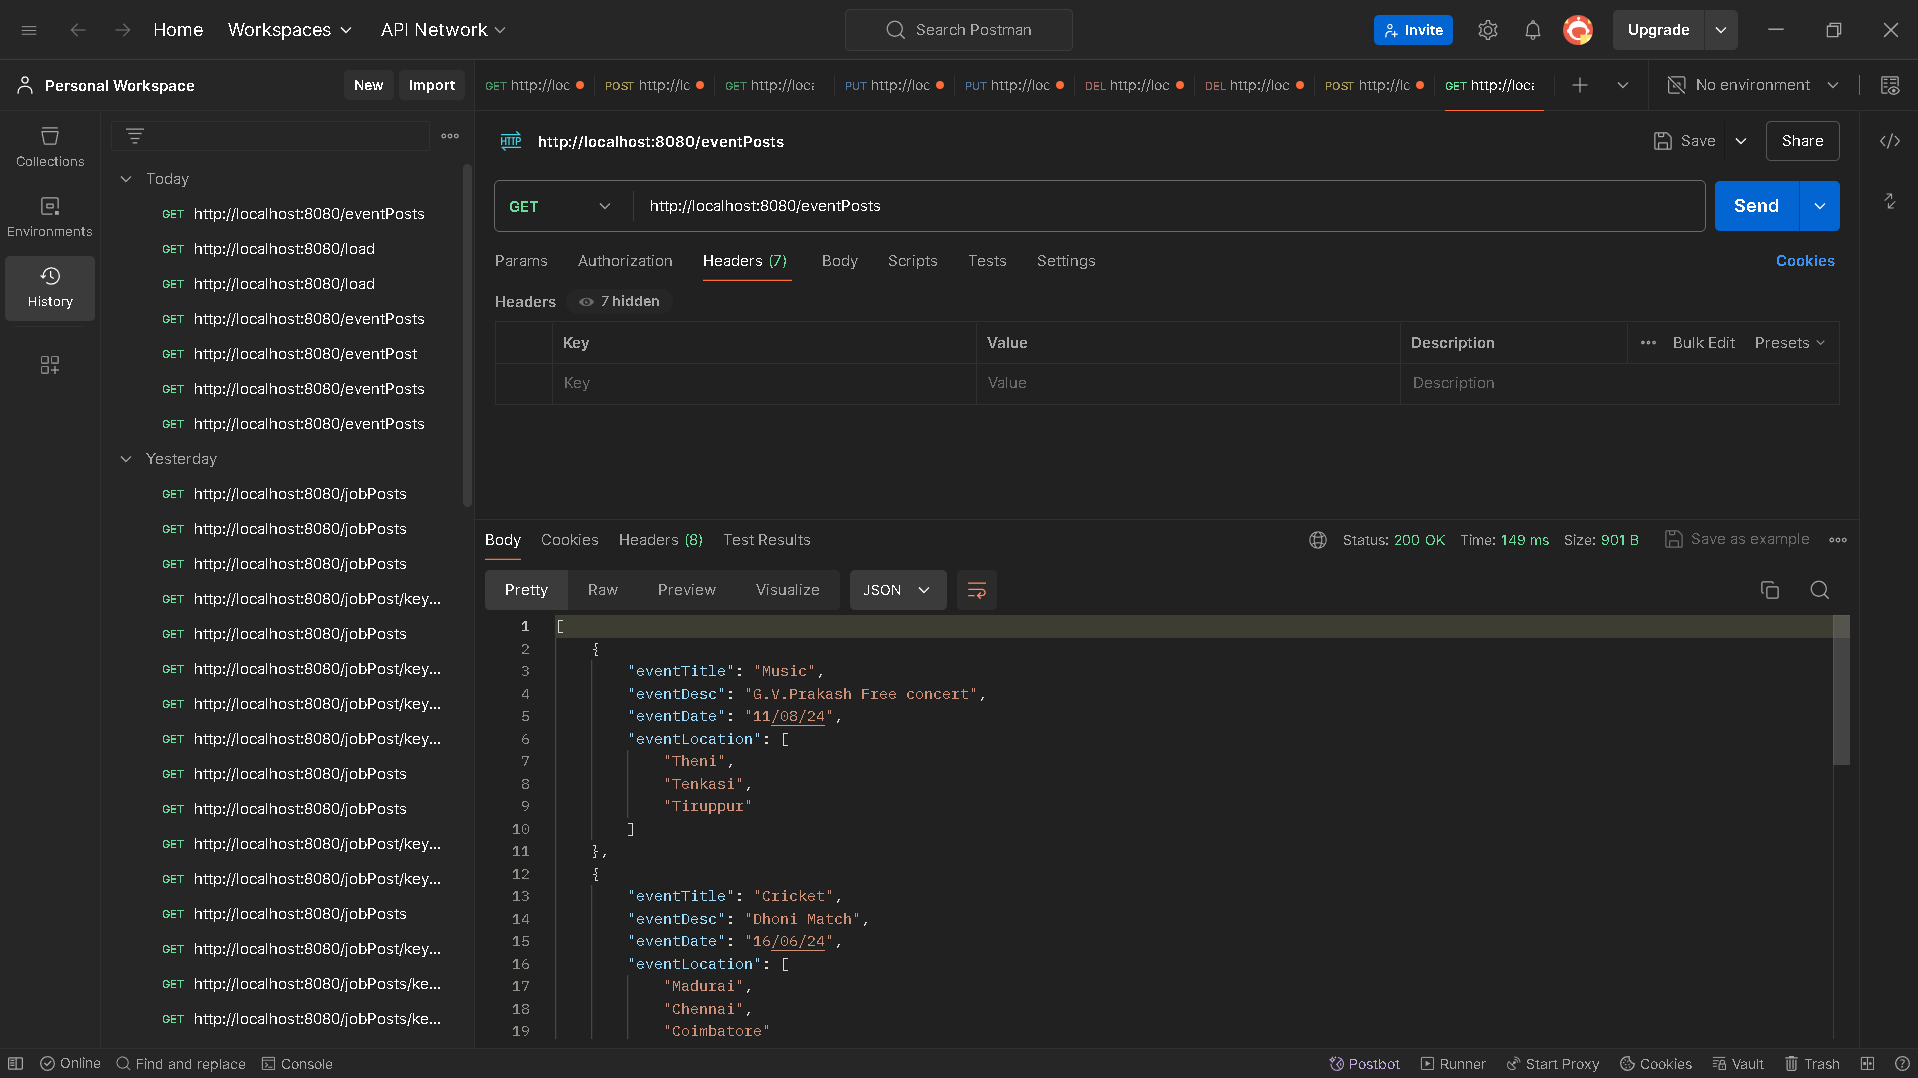 Home Workspaces API Network Search Postman Invite Upgrade
Personal Workspace New Import
GET http://loc POST http://lc GET http://loc PUT http://loc PUT http://loc DEL http://loc DEL http://loc POST http://lc GET http://loc No environment
Collections
Environments
History
Today
GET http://localhost:8080/eventPosts
GET http://localhost:8080/load
GET http://localhost:8080/load
GET http://localhost:8080/eventPosts
GET http://localhost:8080/eventPost
GET http://localhost:8080/eventPosts
GET http://localhost:8080/eventPosts
Yesterday
GET http://localhost:8080/jobPosts
GET http://localhost:8080/jobPosts
GET http://localhost:8080/jobPosts
GET http://localhost:8080/jobPost/key...
GET http://localhost:8080/jobPosts
GET http://localhost:8080/jobPost/key...
GET http://localhost:8080/jobPost/key...
GET http://localhost:8080/jobPost/key...
GET http://localhost:8080/jobPosts
GET http://localhost:8080/jobPosts
GET http://localhost:8080/jobPost/key...
GET http://localhost:8080/jobPost/key...
GET http://localhost:8080/jobPosts
GET http://localhost:8080/jobPost/key...
GET http://localhost:8080/jobPosts/ke...
GET http://localhost:8080/jobPosts/ke...
HTTP http://localhost:8080/eventPosts Save Share
GET http://localhost:8080/eventPosts Send
Params Authorization Headers (7) Body Scripts Tests Settings Cookies
Headers 7 hidden
Key Value Description Bulk Edit Presets
Key Value Description
Body Cookies Headers (8) Test Results Status: 200 OK Time: 149 ms Size: 901 B Save as example
Pretty Raw Preview Visualize JSON
1 [
2 {
3 "eventTitle": "Music",
4 "eventDesc": "G.V.Prakash Free concert",
5 "eventDate": "11/08/24",
6 "eventLocation": [
7 "Theni",
8 "Tenkasi",
9 "Tiruppur"
10 ]
11 },
12 {
13 "eventTitle": "Cricket",
14 "eventDesc": "Dhoni Match",
15 "eventDate": "16/06/24",
16 "eventLocation": [
17 "Madurai",
18 "Chennai",
19 "Coimbatore"
Online Find and replace Console Postbot Runner Start Proxy Cookies Vault Trash